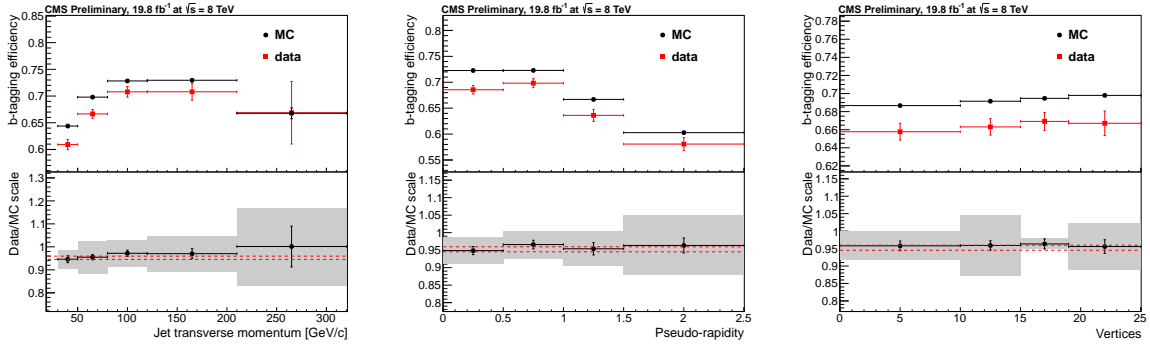 CMS Preliminary, 19.8 fb-1 at √s = 8 TeV
b-tagging efficiency
0.85
0.8
0.75
0.7
0.65
0.6
MC
data
Data/MC scale
1.3
1.2
1.1
1
0.9
0.8
50 100 150 200 250 300
Jet transverse momentum [GeV/c]
CMS Preliminary, 19.8 fb-1 at √s = 8 TeV
b-tagging efficiency
0.8
0.75
0.7
0.65
0.6
0.55
MC
data
Data/MC scale
1.15
1.1
1.05
1
0.95
0.9
0.85
0.8
0 0.5 1 1.5 2 2.5
Pseudo-rapidity
CMS Preliminary, 19.8 fb-1 at √s = 8 TeV
b-tagging efficiency
0.76
0.74
0.72
0.7
0.68
0.66
0.64
0.62
MC
data
Data/MC scale
1.1
1.05
1
0.95
0.9
0.85
0.8
0 5 10 15 20 25
Vertices